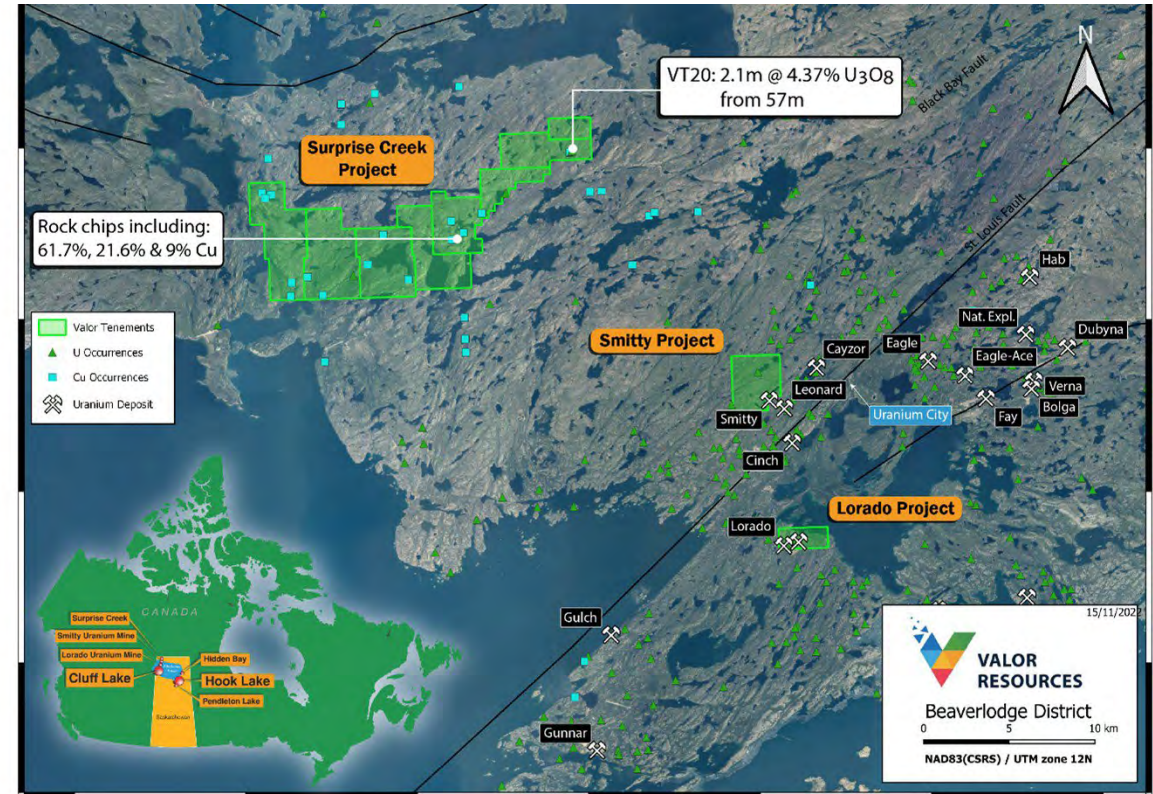 N
VT20: 2.1m @ 4.37% U3O8
from 57m
Black Bay Fault
Surprise Creek
Project
St. Louis Fault
Rock chips including:
61.7%, 21.6% & 9% Cu
Hab
Valor Tenements
U Occurrences
Cu Occurrences
Uranium Deposit
Nat. Expl.
Dubyna
Smitty Project
Cayzor
Eagle
Eagle-Ace
Verna
Leonard
Bolga
Smitty
Uranium City
Fay
Cinch
Lorado Project
Lorado
CANADA
Surprise Creek
Smitty Uranium Mine
Lorado Uranium Mine
Hidden Bay
Cluff Lake
Hook Lake
Pendleton Lake
Saskatchewan
Gulch
Gunnar
15/11/2022
VALOR
RESOURCES
Beaverlodge District
0 5 10 km
NAD83(CSRS) / UTM zone 12N